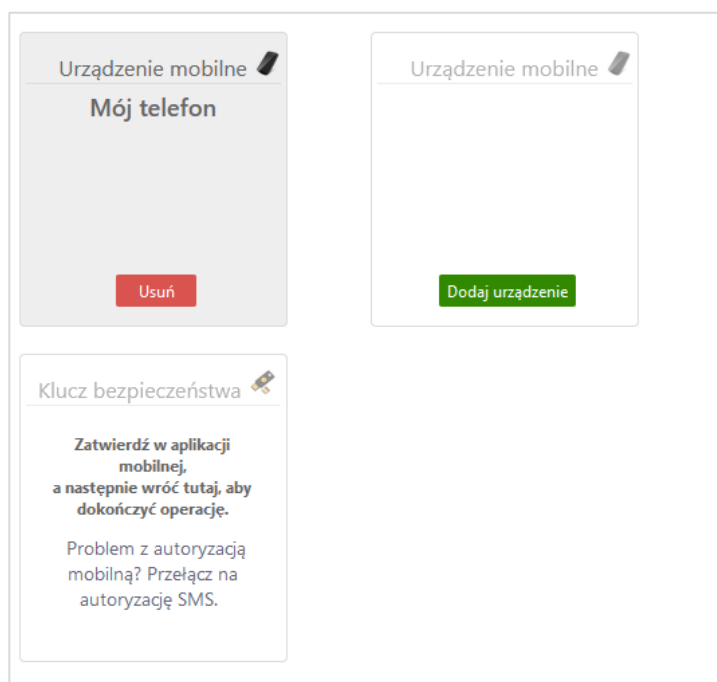 Urządzenie mobilne
Mój telefon
Usuń
Urządzenie mobilne
Dodaj urządzenie
Klucz bezpieczeństwa
Zatwierdź w aplikacji
mobilnej,
a następnie wróć tutaj, aby
dokończyć operację.
Problem z autoryzacją
mobilną? Przełącz na
autoryzację SMS.